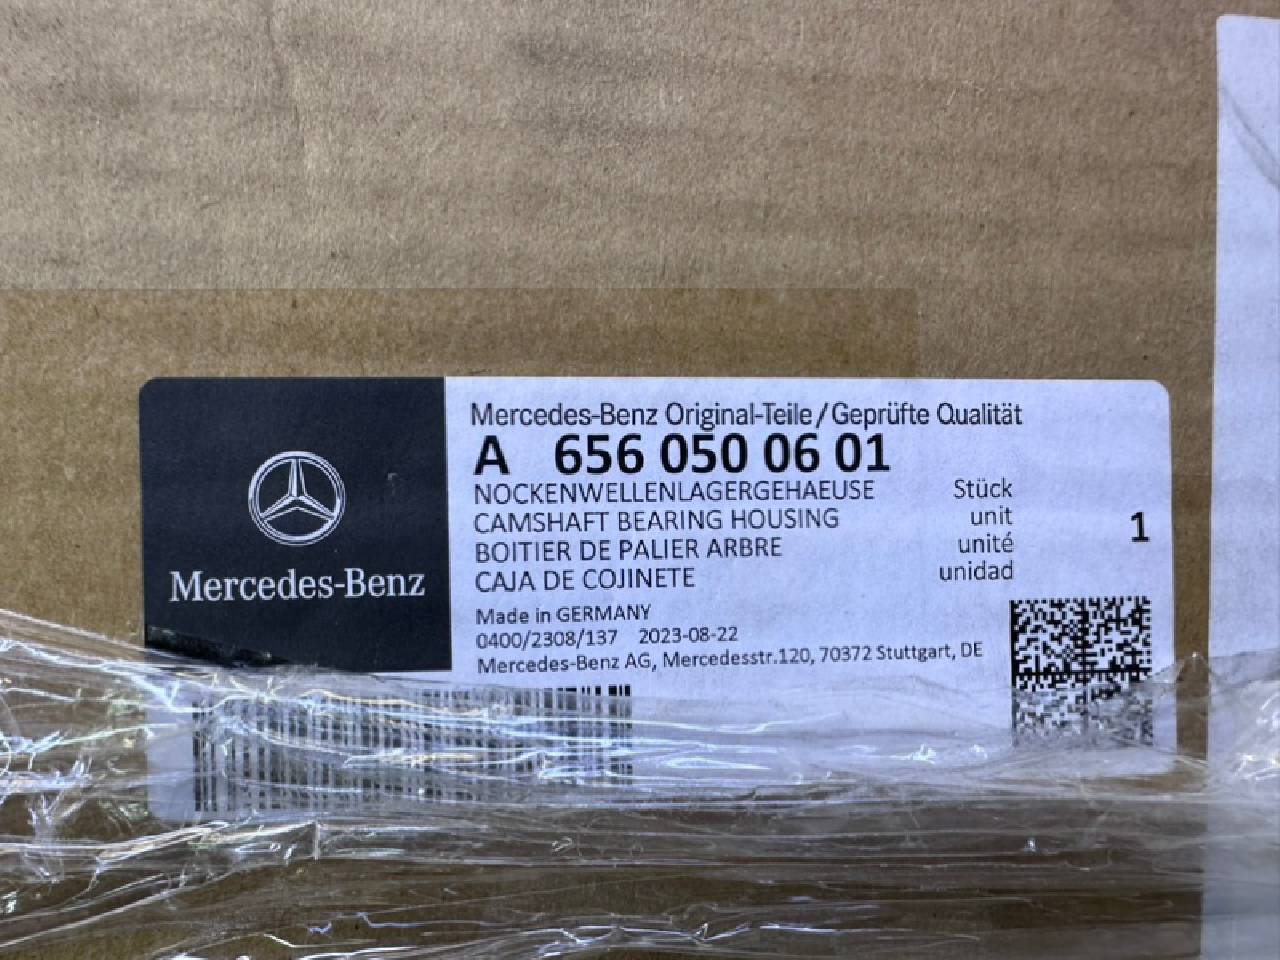 Mercedes-Benz
Mercedes-Benz Original-Teile/Geprüfte Qualität
A 656 050 06 01
NOCKENWELLENLAGERGEHAEUSE Stück
CAMSHAFT BEARING HOUSING unit 1
BOITIER DE PALIER ARBRE unité
CAJA DE COJINETE unidad
Made in GERMANY
0400/2308/137 2023-08-22
Mercedes-Benz AG, Mercedesstr.120, 70372 Stuttgart, DE